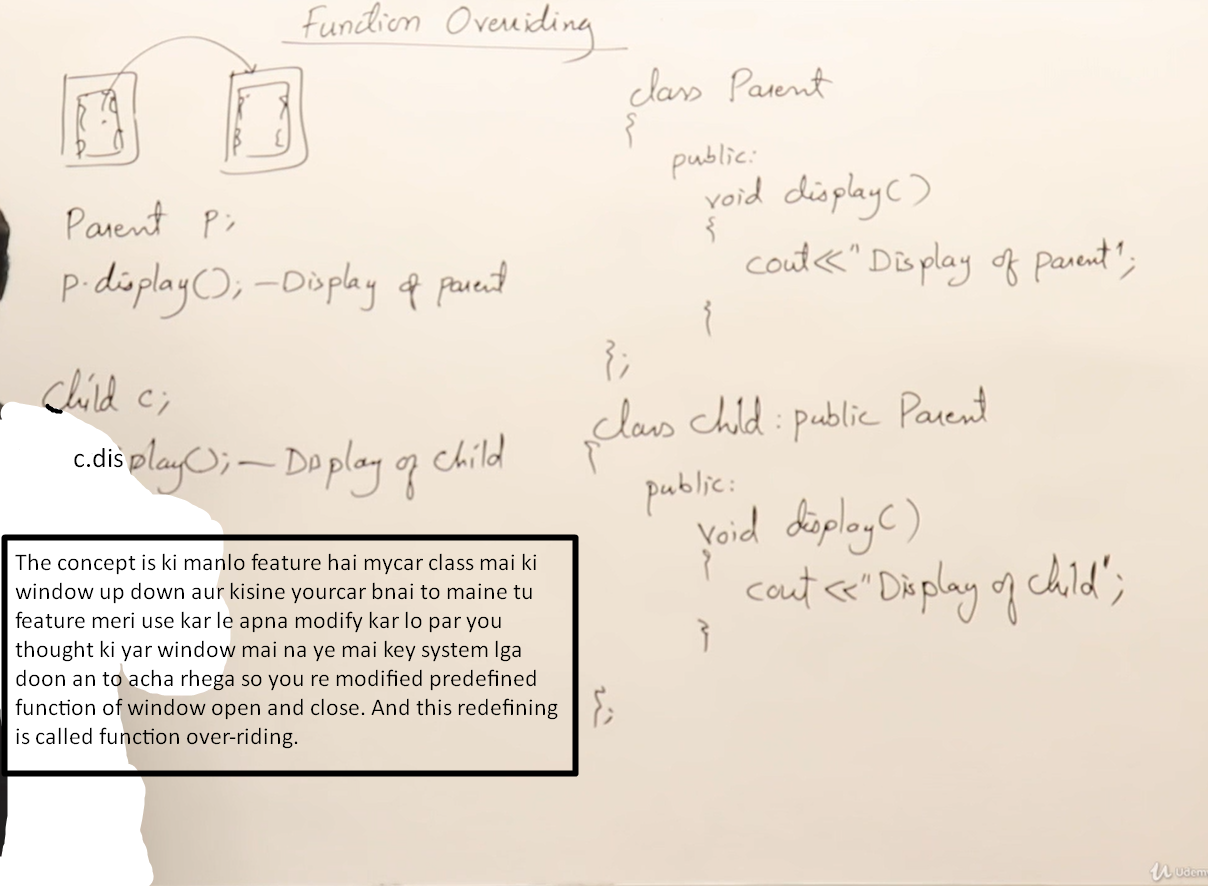 Function Overriding
Parent p;
p.display(); – Display of parent
Child c;
c.display(); – Display of child
The concept is ki manlo feature hai mycar class mai ki
window up down aur kisine yourcar bnai to maine tu
feature meri use kar le apna modify kar lo par you
thought ki yar window mai na ye mai key system lga
doon an to acha rhega so you re modified predefined
function of window open and close. And this redefining
is called function over-riding.
class Parent
{
public:
void display()
{
cout<<"Display of parent";
}
};
class child : public Parent
{
public:
void display()
{
cout<<"Display of child";
}
};
Udemy